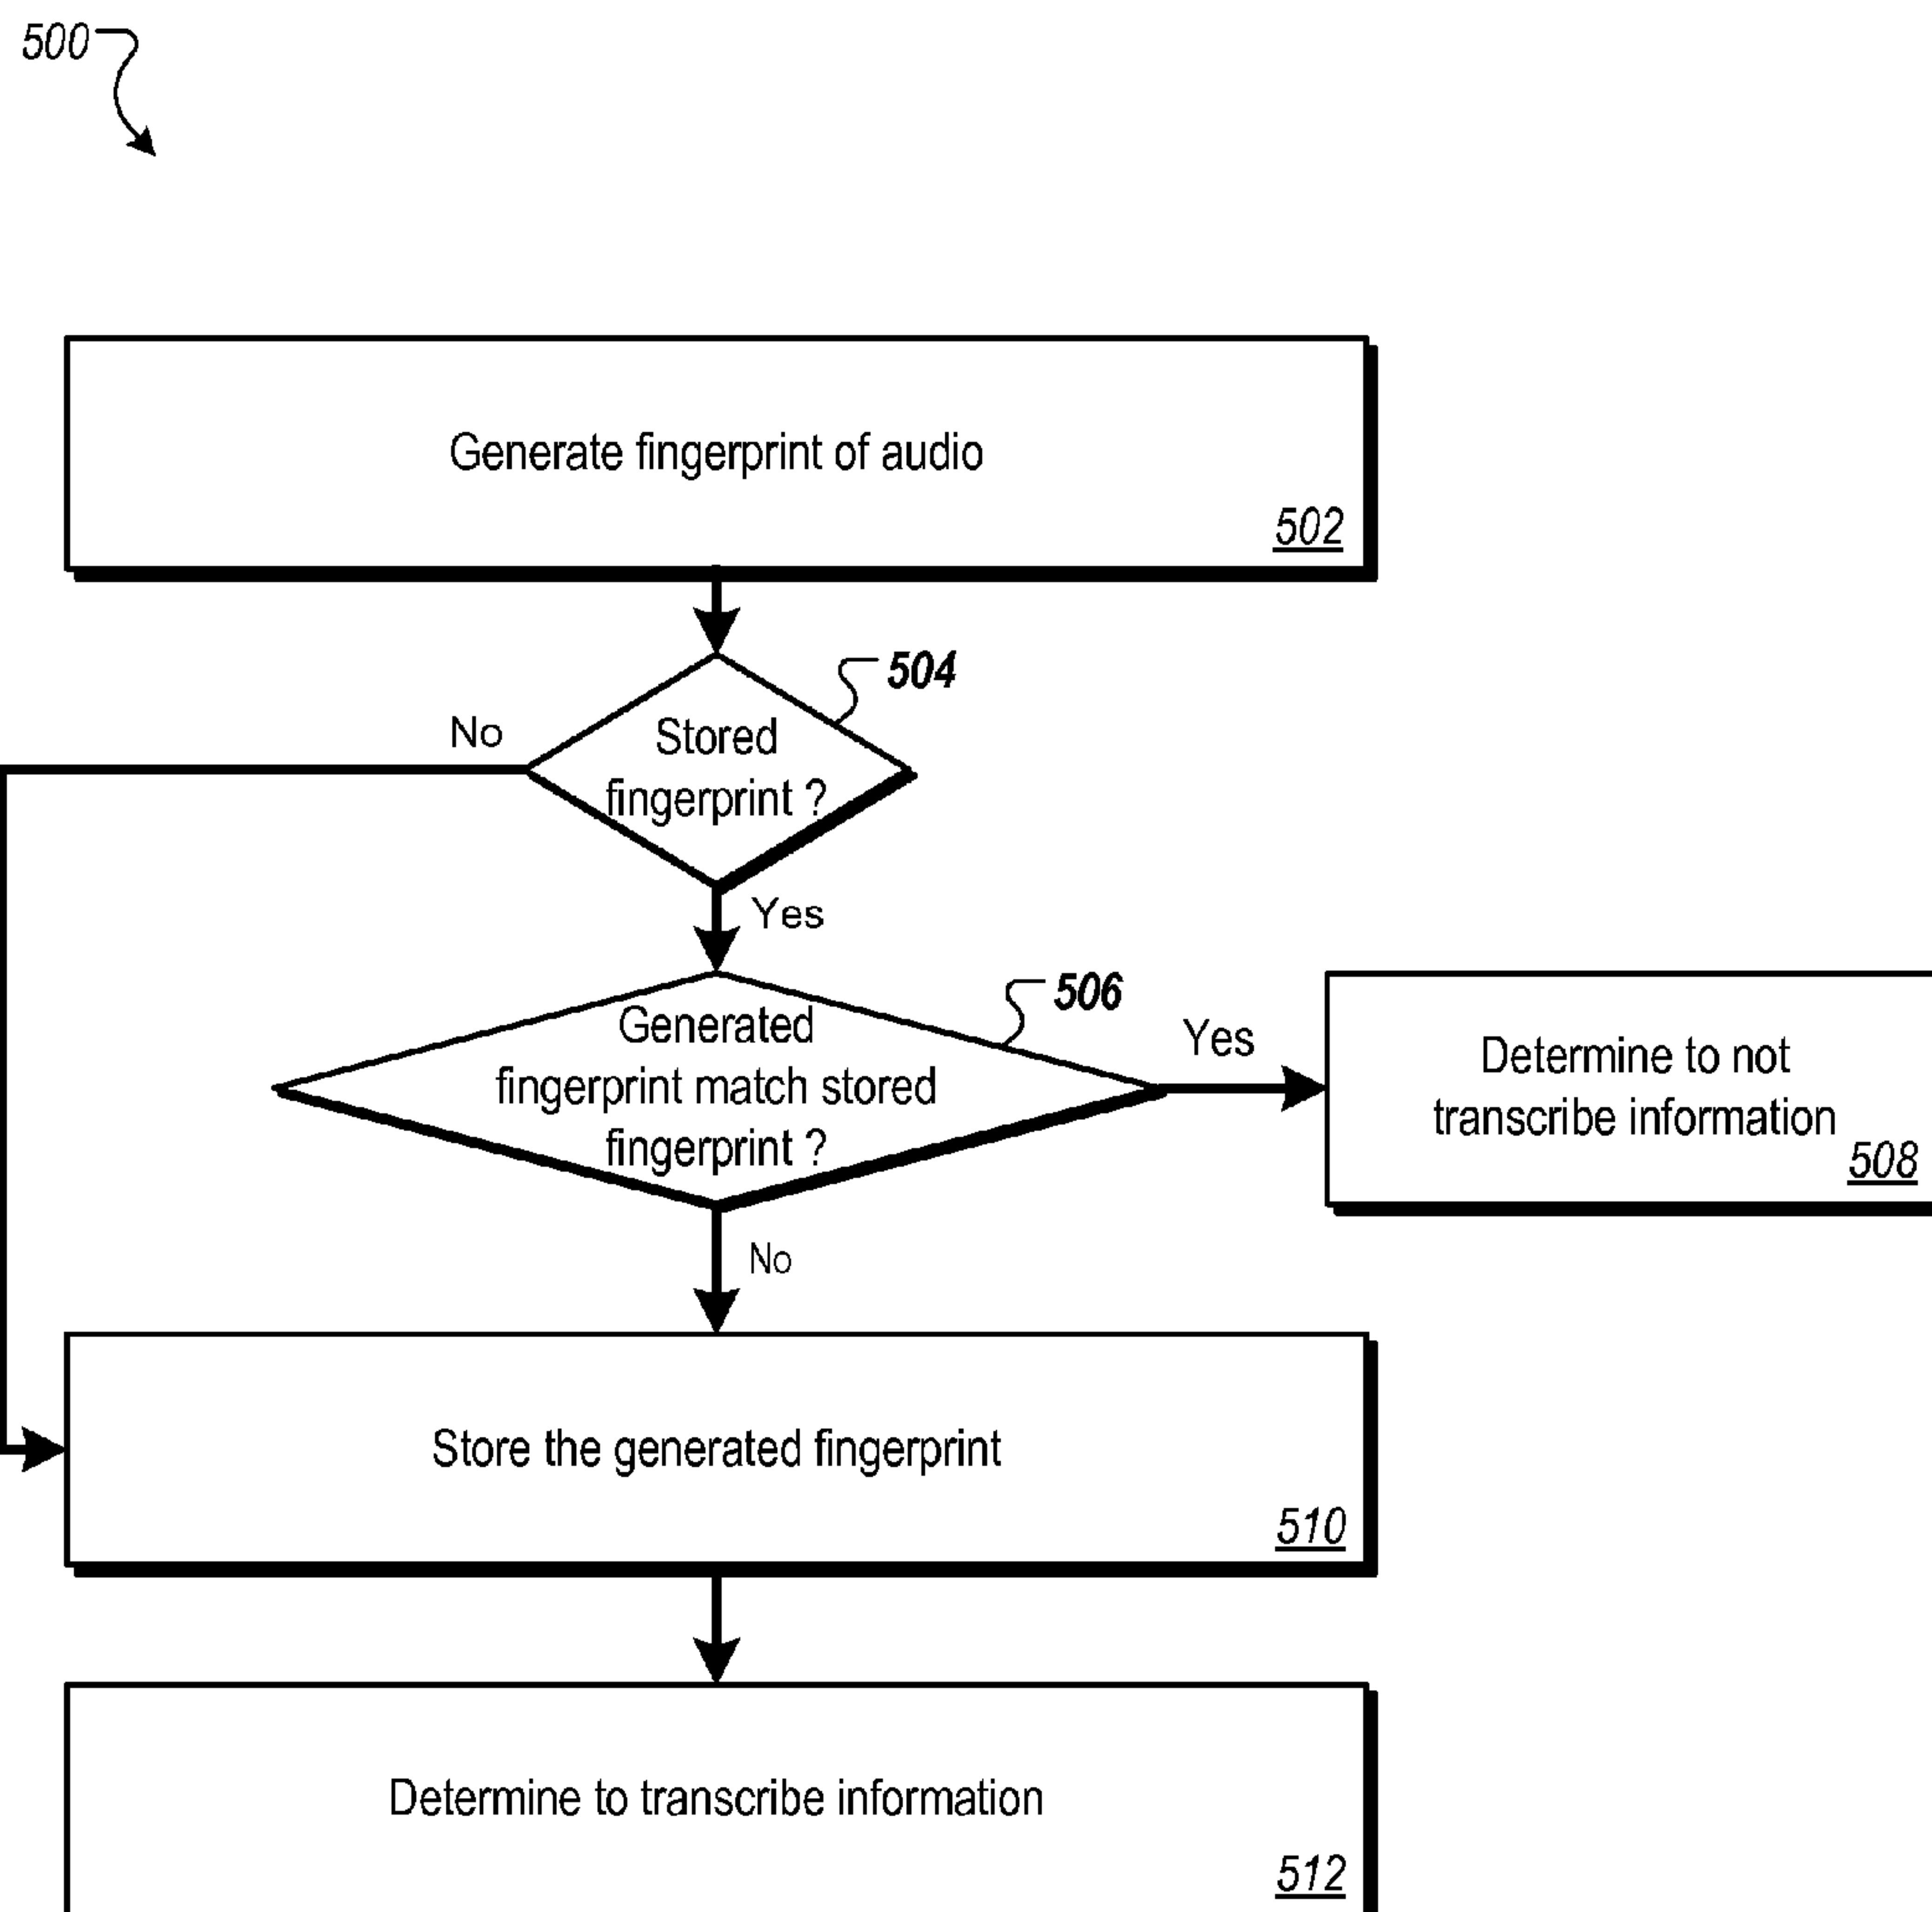 500
Generate fingerprint of audio
502
504
No
Stored
fingerprint ?
Yes
506
Generated
fingerprint match stored
fingerprint ?
Yes
Determine to not
transcribe information
508
No
Store the generated fingerprint
510
Determine to transcribe information
512